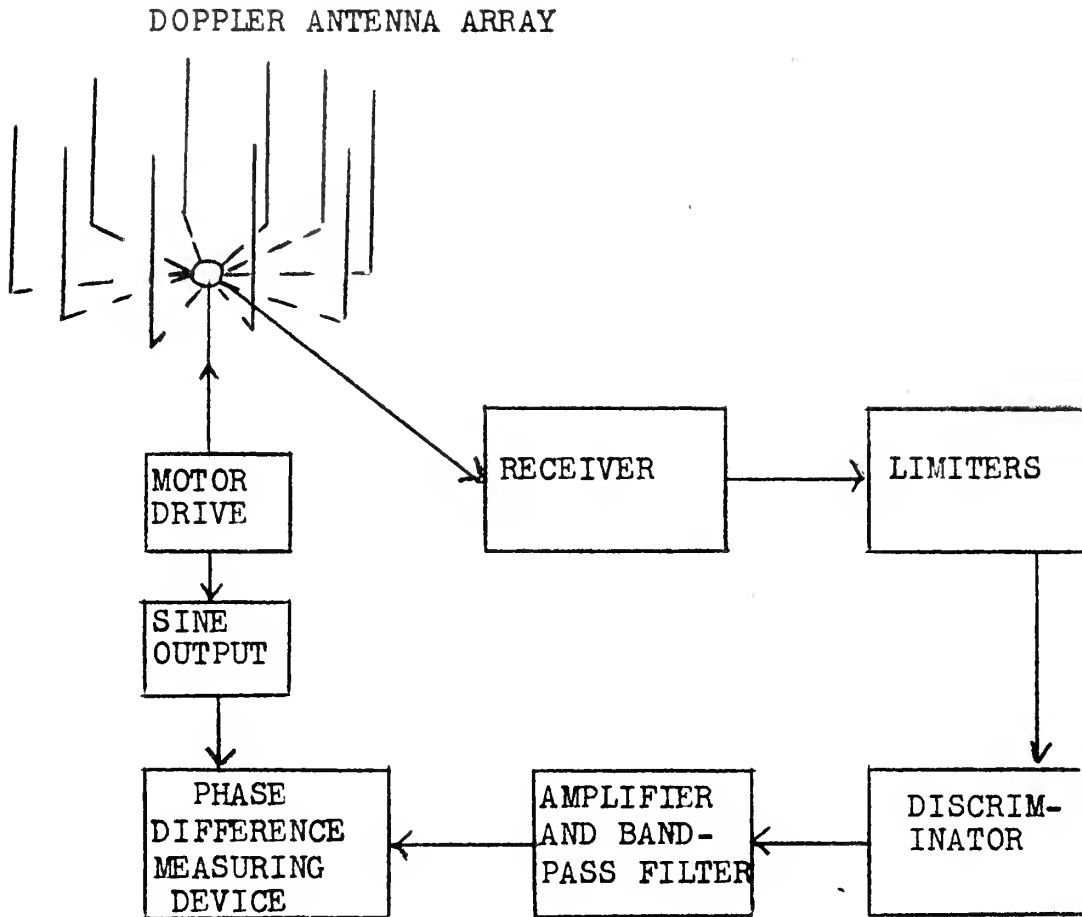 DOPPLER ANTENNA ARRAY
MOTOR
DRIVE
RECEIVER
LIMITERS
SINE
OUTPUT
PHASE
DIFFERENCE
MEASURING
DEVICE
AMPLIFIER
AND BAND-
PASS FILTER
DISCRIM-
INATOR